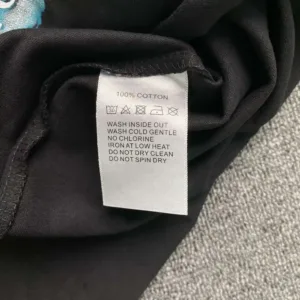 100% COTTON
WASH INSIDE OUT
WASH COLD GENTLE
NO CHLORINE
IRON AT LOW HEAT
DO NOT DRY CLEAN
DO NOT SPIN DRY